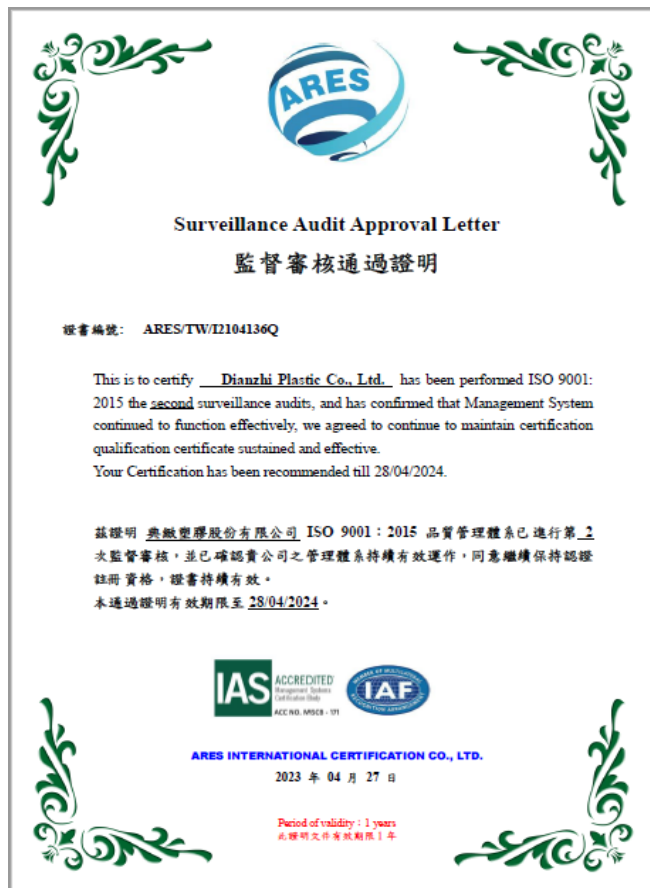 ARES
Surveillance Audit Approval Letter
監督審核通過證明
證書編號: ARES/TW/I2104136Q
This is to certify Dianzhi Plastic Co., Ltd. has been performed ISO 9001:
2015 the second surveillance audits, and has confirmed that Management System
continued to function effectively, we agreed to continue to maintain certification
qualification certificate sustained and effective.
Your Certification has been recommended till 28/04/2024.
茲證明 典緻塑膠股份有限公司 ISO 9001：2015 品質管理體系已進行第 2
次監督審核，並已確認貴公司之管理體系持續有效運作，同意繼續保持認證
註冊資格，證書持續有效。
本通過證明有效期限至 28/04/2024。
IAS ACCREDITED
Management Systems
Certification Body
ACC NO. MSCB - 171
MEMBER OF MULTILATERAL
IAF
RECOGNITION ARRANGEMENT
ARES INTERNATIONAL CERTIFICATION CO., LTD.
2023 年 04 月 27 日
Period of validity：1 years
此證明文件有效期限 1 年